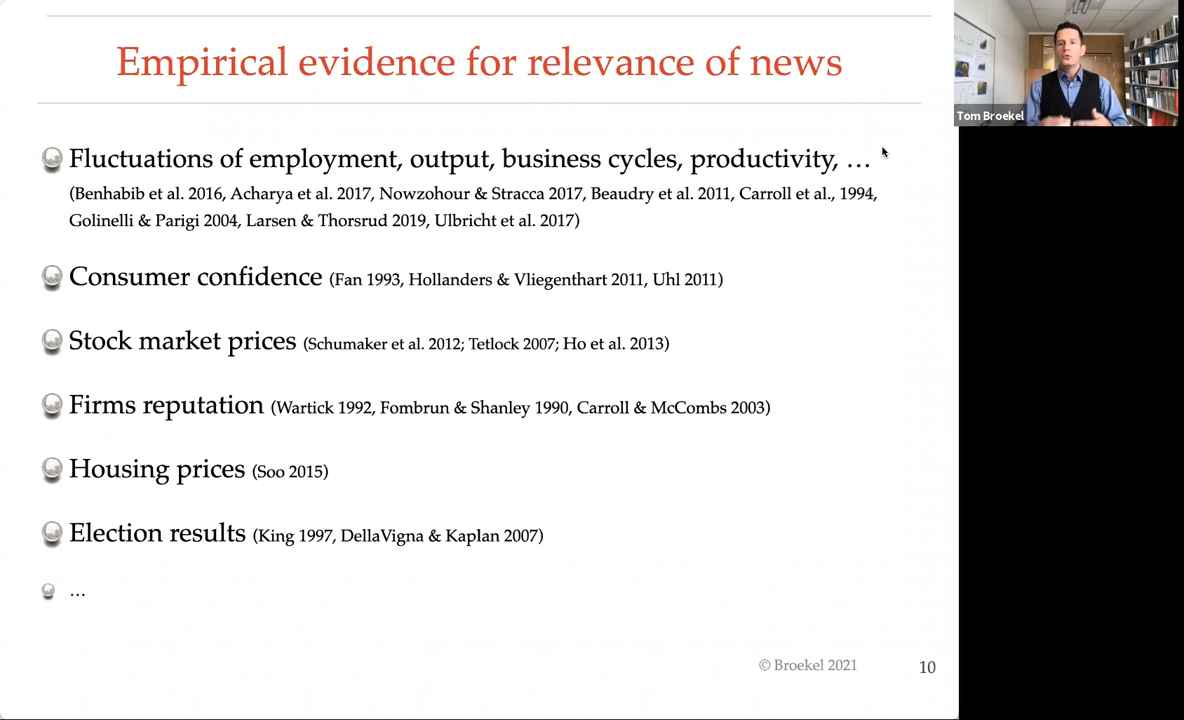 Empirical evidence for relevance of news
Tom Broekel
Fluctuations of employment, output, business cycles, productivity, …
(Benhabib et al. 2016, Acharya et al. 2017, Nowzohour & Stracca 2017, Beaudry et al. 2011, Carroll et al., 1994,
Golinelli & Parigi 2004, Larsen & Thorsrud 2019, Ulbricht et al. 2017)
Consumer confidence (Fan 1993, Hollanders & Vliegenthart 2011, Uhl 2011)
Stock market prices (Schumaker et al. 2012; Tetlock 2007; Ho et al. 2013)
Firms reputation (Wartick 1992, Fombrun & Shanley 1990, Carroll & McCombs 2003)
Housing prices (Soo 2015)
Election results (King 1997, DellaVigna & Kaplan 2007)
...
© Broekel 2021
10